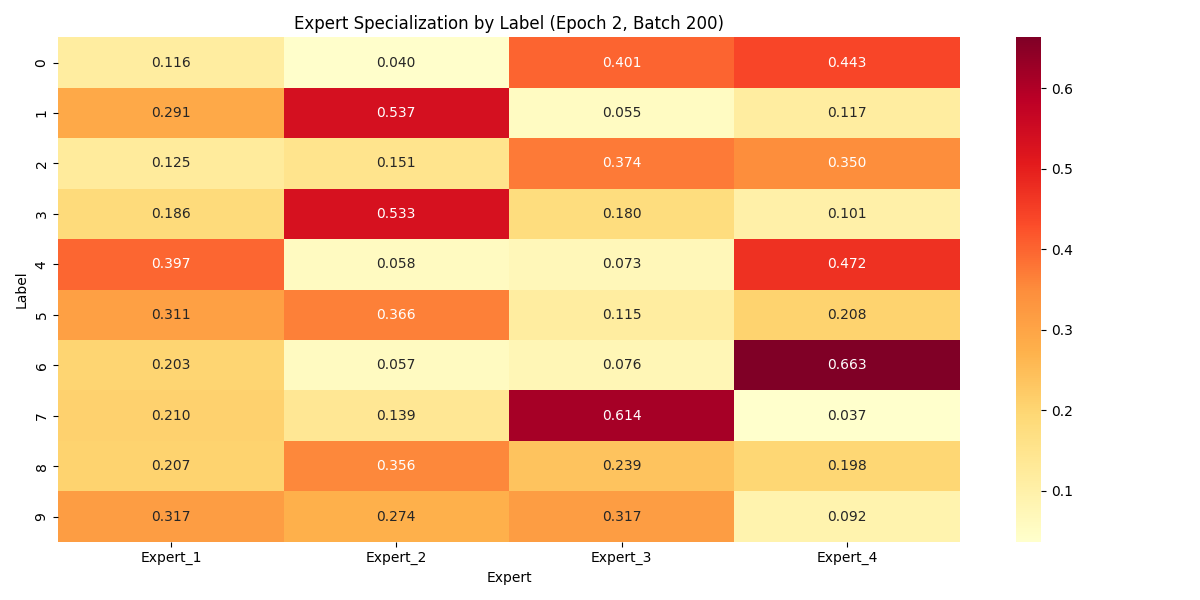 Expert Specialization by Label (Epoch 2, Batch 200)
0 0.116 0.040 0.401 0.443
1 0.291 0.537 0.055 0.117
2 0.125 0.151 0.374 0.350
3 0.186 0.533 0.180 0.101
4 0.397 0.058 0.073 0.472
5 0.311 0.366 0.115 0.208
6 0.203 0.057 0.076 0.663
7 0.210 0.139 0.614 0.037
8 0.207 0.356 0.239 0.198
9 0.317 0.274 0.317 0.092
Label
Expert_1 Expert_2 Expert_3 Expert_4
Expert
0.6
0.5
0.4
0.3
0.2
0.1